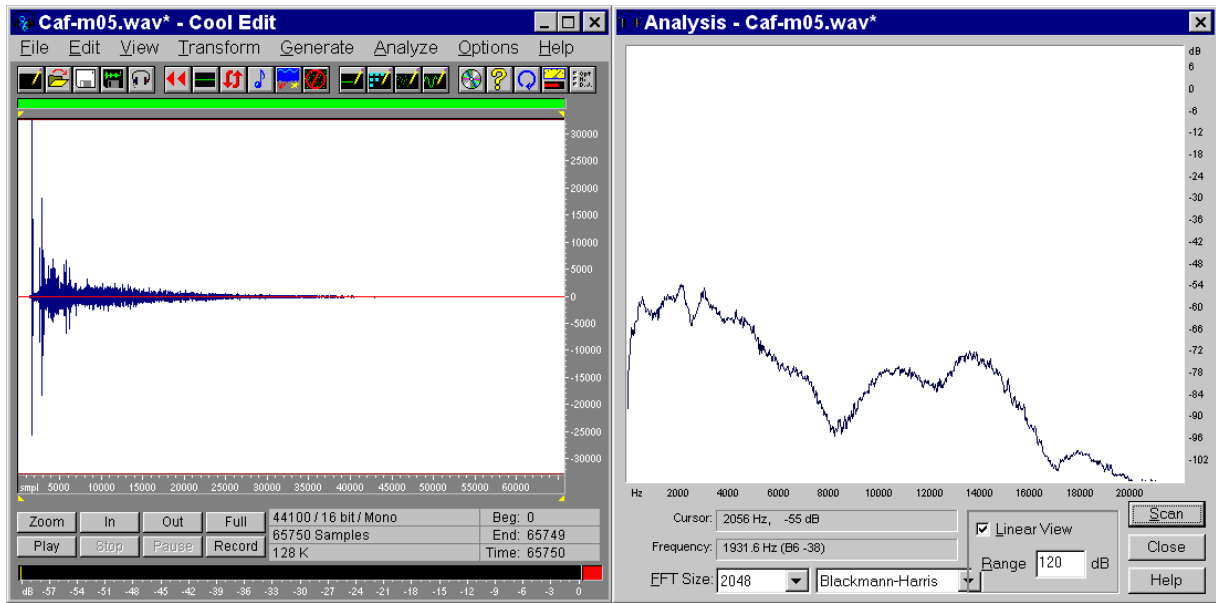 Caf-m05.wav* - Cool Edit
File Edit View Transform Generate Analyze Options Help
30000
25000
20000
15000
10000
5000
0
-5000
-10000
-15000
-20000
-25000
-30000
smpl 5000 10000 15000 20000 25000 30000 35000 40000 45000 50000 55000 60000
Zoom In Out Full
Play Stop Pause Record
44100 / 16 bit / Mono Beg: 0
65750 Samples End: 65749
128 K Time: 65750
dB -57 -54 -51 -48 -45 -42 -39 -36 -33 -30 -27 -24 -21 -18 -15 -12 -9 -6 -3 0
Analysis - Caf-m05.wav*
dB
6
0
-6
-12
-18
-24
-30
-36
-42
-48
-54
-60
-66
-72
-78
-84
-90
-96
-102
Hz 2000 4000 6000 8000 10000 12000 14000 16000 18000 20000
Cursor: 2056 Hz, -55 dB
Frequency: 1931.6 Hz (B6 -38)
FFT Size: 2048 Blackmann-Harris
Linear View
Range 120 dB
Scan
Close
Help